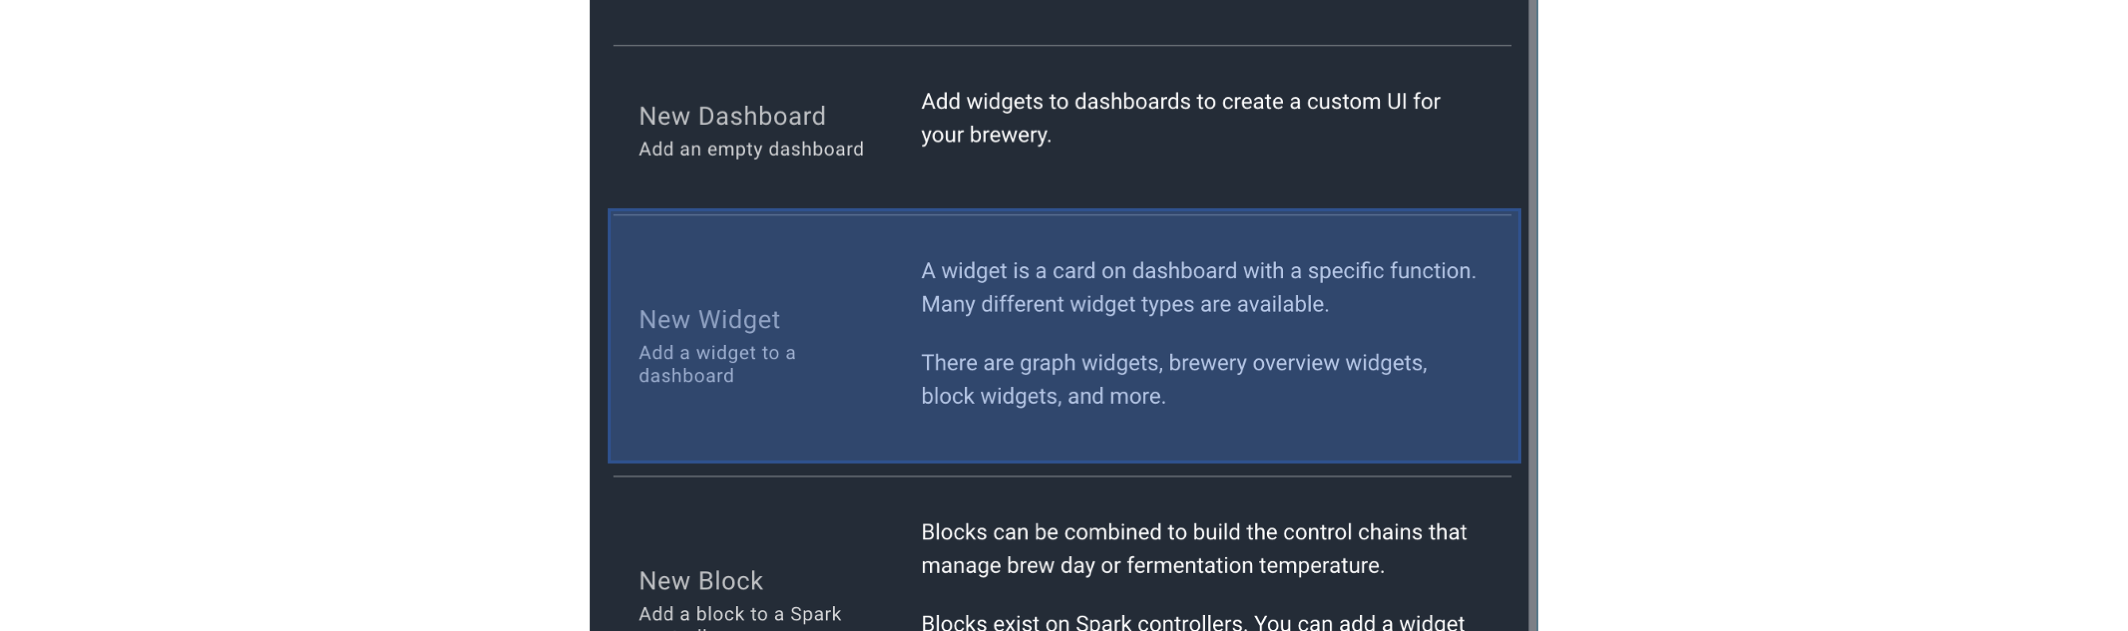 New Dashboard
Add an empty dashboard
Add widgets to dashboards to create a custom UI for
your brewery.
New Widget
Add a widget to a
dashboard
A widget is a card on dashboard with a specific function.
Many different widget types are available.
There are graph widgets, brewery overview widgets,
block widgets, and more.
New Block
Add a block to a Spark
Blocks can be combined to build the control chains that
manage brew day or fermentation temperature.
Blocks exist on Spark controllers. You can add a widget